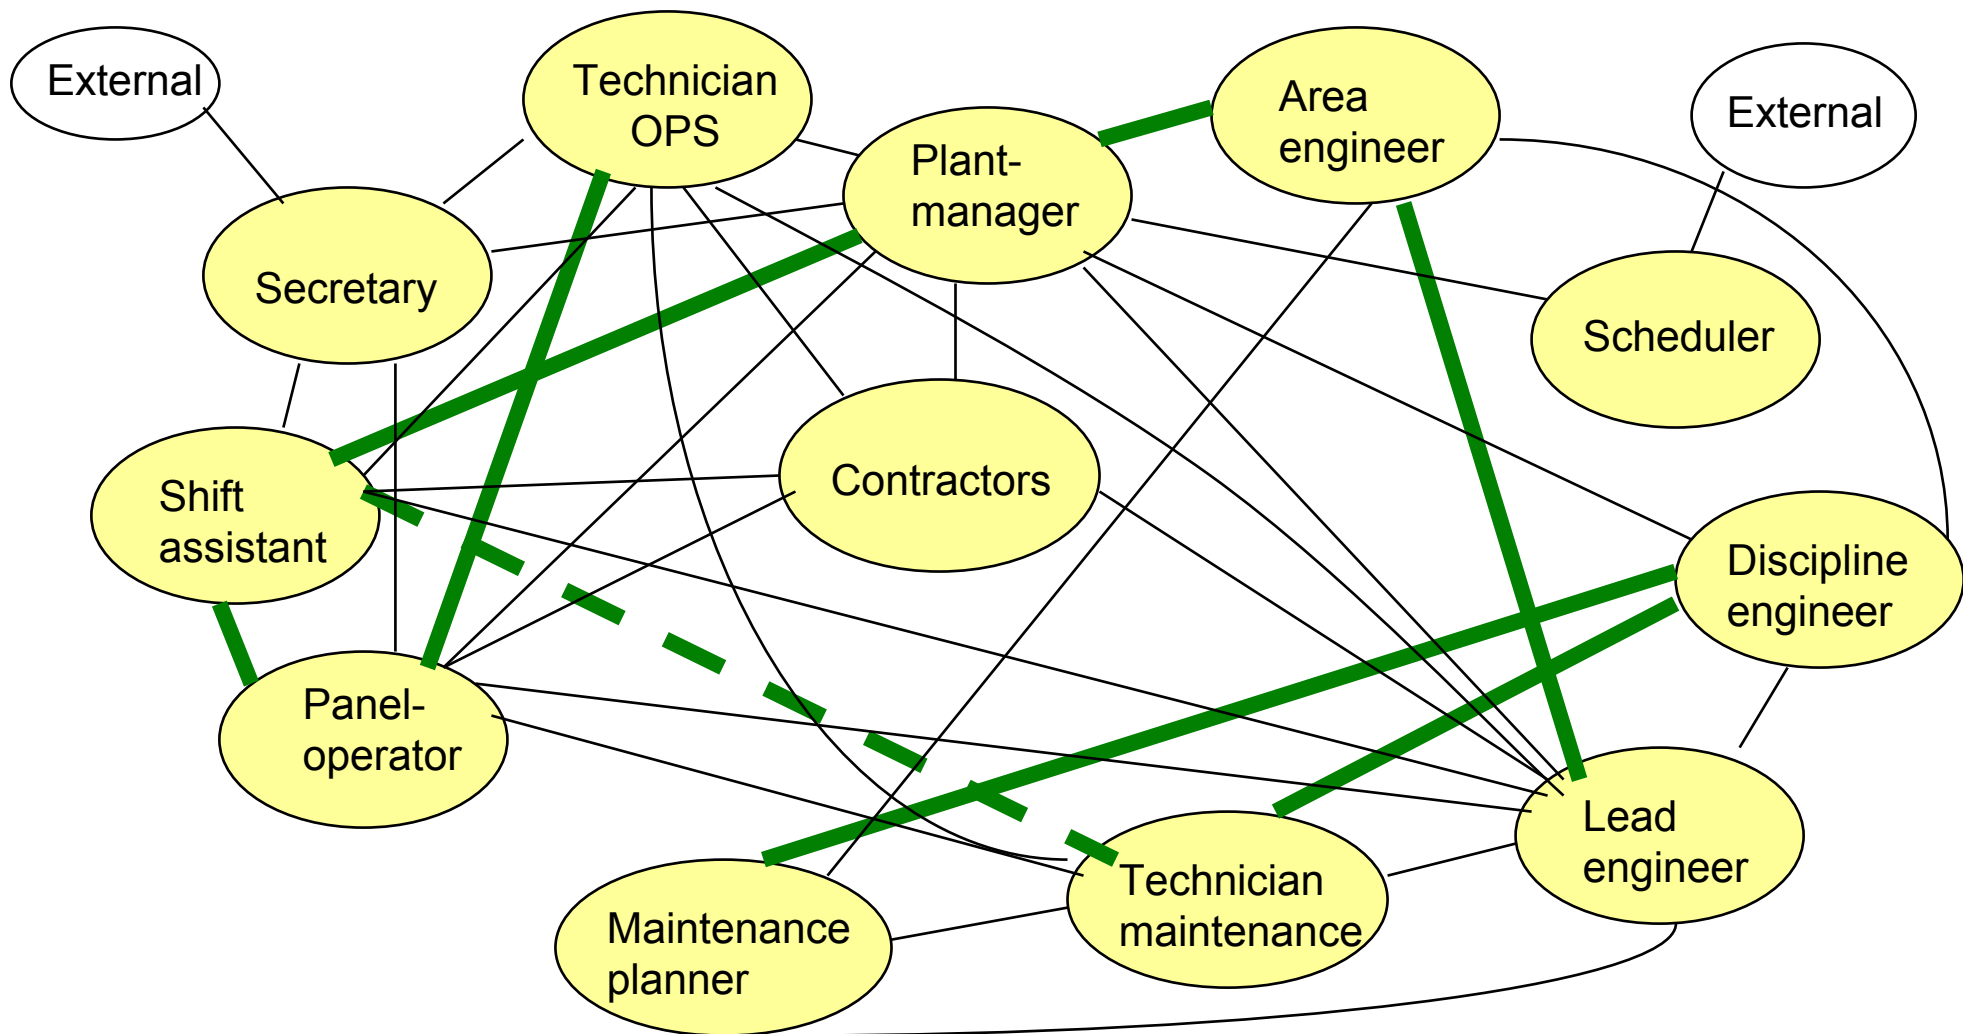 External
Technician
OPS
Plant-
manager
Area
engineer
External
Secretary
Scheduler
Shift
assistant
Contractors
Discipline
engineer
Panel-
operator
Lead
engineer
Technician
maintenance
Maintenance
planner